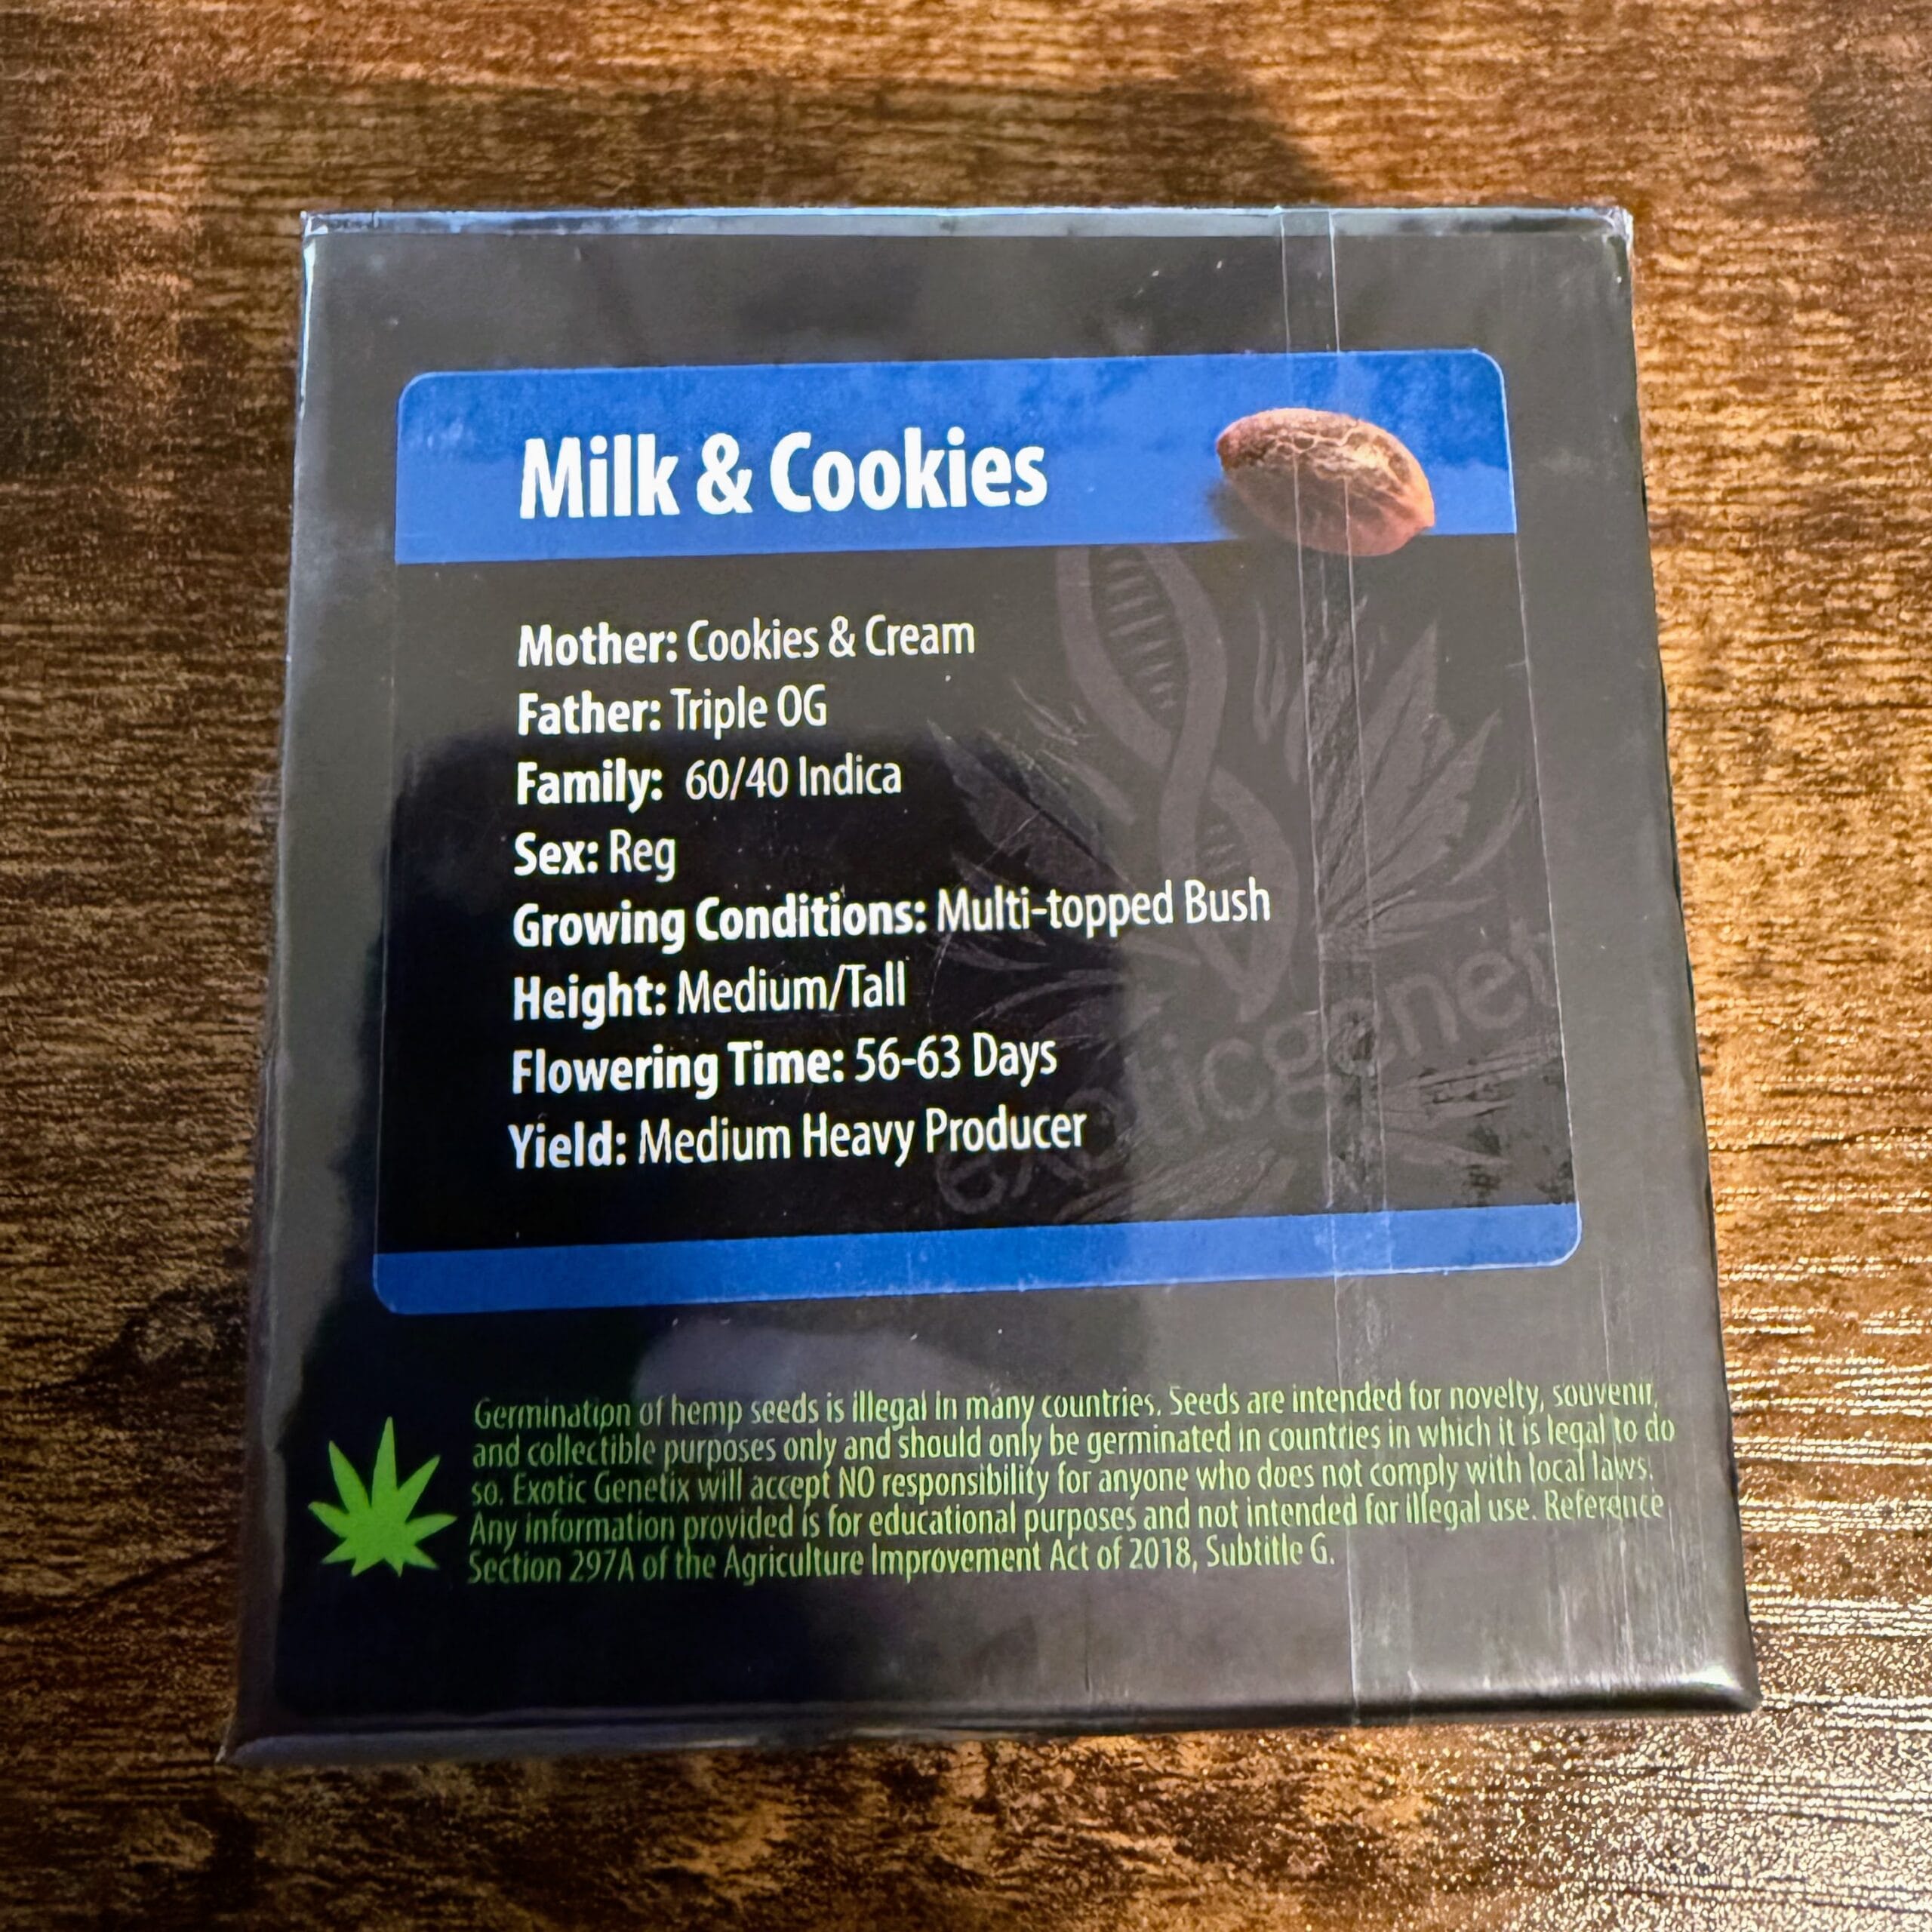 Milk & Cookies
Mother: Cookies & Cream
Father: Triple OG
Family: 60/40 Indica
Sex: Reg
Growing Conditions: Multi-topped Bush
Height: Medium/Tall
Flowering Time: 56-63 Days
Yield: Medium Heavy Producer
exoticgenet
Germination of hemp seeds is illegal in many countries. Seeds are intended for novelty, souvenir,
and collectible purposes only and should only be germinated in countries in which it is legal to do
so. Exotic Genetix will accept NO responsibility for anyone who does not comply with local laws.
Any information provided is for educational purposes and not intended for illegal use. Reference
Section 297A of the Agriculture Improvement Act of 2018, Subtitle G.